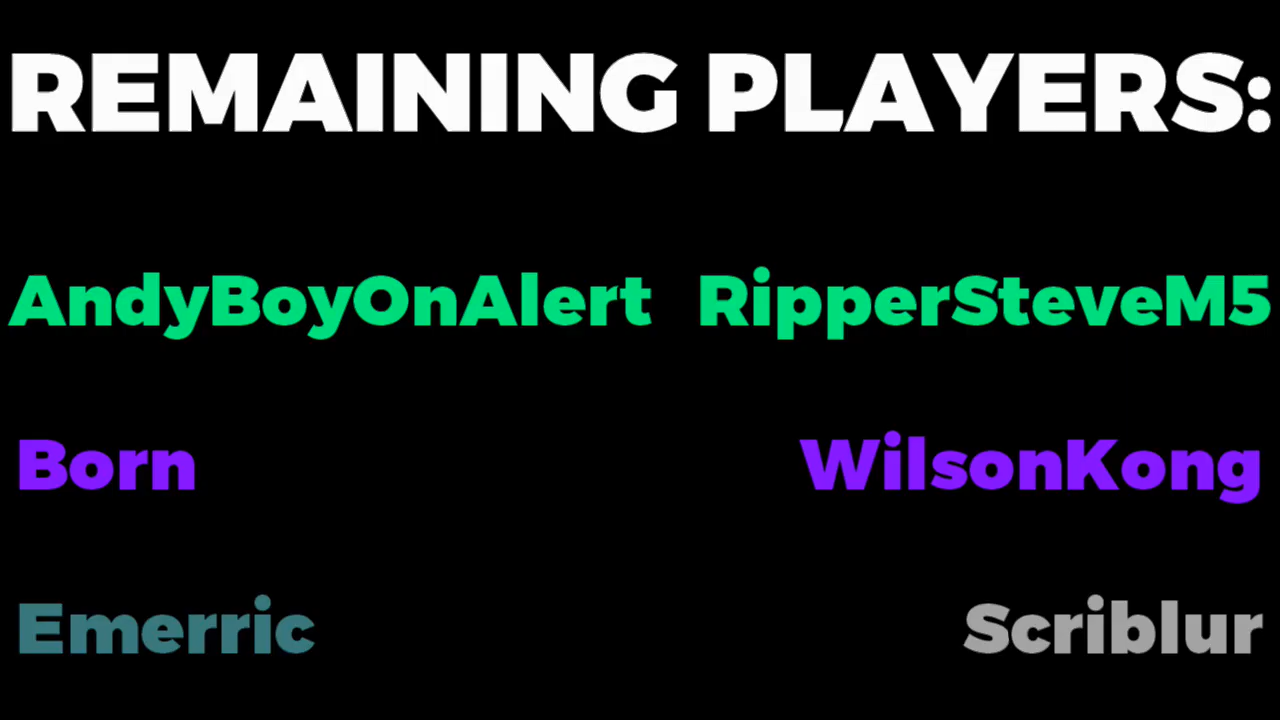 REMAINING PLAYERS:
AndyBoyOnAlert RipperSteveM5
Born WilsonKong
Emerric Scriblur